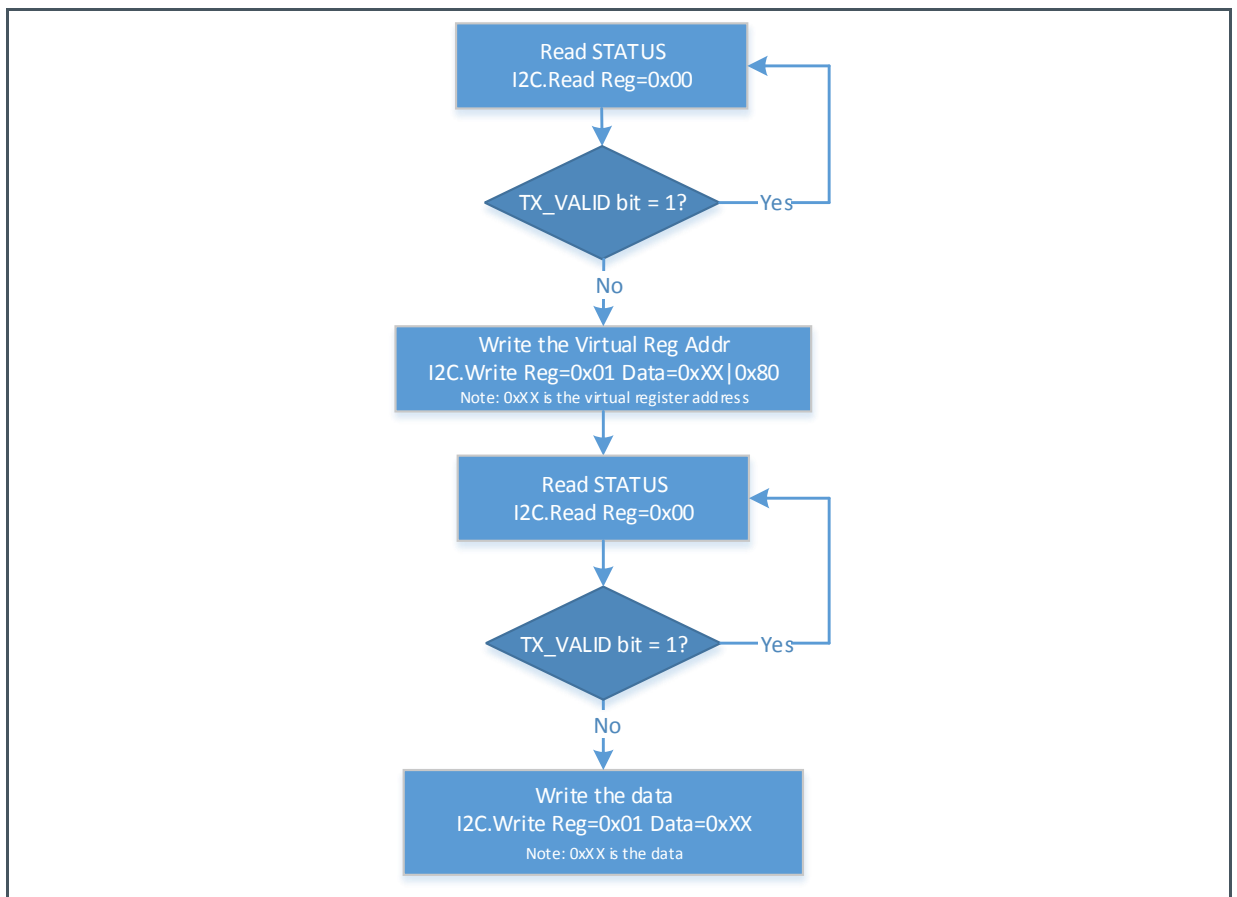 Read STATUS
I2C.Read Reg=0x00
TX_VALID bit = 1?
Yes
No
Write the Virtual Reg Addr
I2C.Write Reg=0x01 Data=0xXX|0x80
Note: 0xXX is the virtual register address
Read STATUS
I2C.Read Reg=0x00
TX_VALID bit = 1?
Yes
No
Write the data
I2C.Write Reg=0x01 Data=0xXX
Note: 0xXX is the data